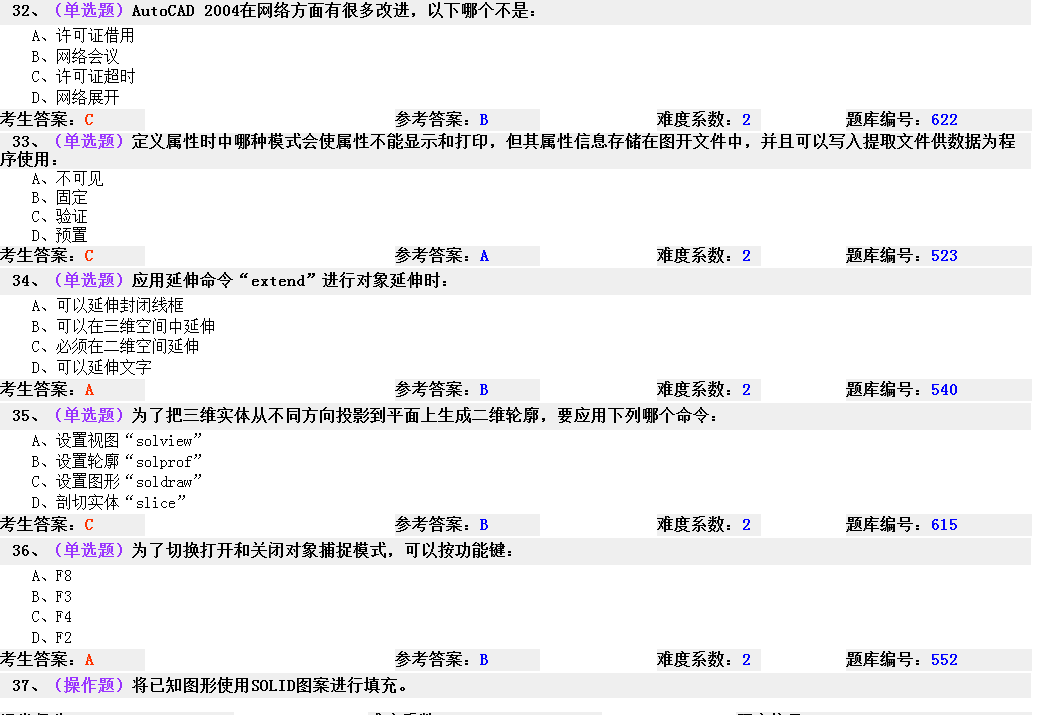 32、（单选题）AutoCAD 2004在网络方面有很多改进，以下哪个不是：
A、许可证借用
B、网络会议
C、许可证超时
D、网络展开
考生答案：C 参考答案：B 难度系数：2 题库编号：622
33、（单选题）定义属性时中哪种模式会使属性不能显示和打印，但其属性信息存储在图开文件中，并且可以写入提取文件供数据为程
序使用：
A、不可见
B、固定
C、验证
D、预置
考生答案：C 参考答案：A 难度系数：2 题库编号：523
34、（单选题）应用延伸命令“extend”进行对象延伸时：
A、可以延伸封闭线框
B、可以在三维空间中延伸
C、必须在二维空间延伸
D、可以延伸文字
考生答案：A 参考答案：B 难度系数：2 题库编号：540
35、（单选题）为了把三维实体从不同方向投影到平面上生成二维轮廓，要应用下列哪个命令：
A、设置视图“solview”
B、设置轮廓“solprof”
C、设置图形“soldraw”
D、剖切实体“slice”
考生答案：C 参考答案：B 难度系数：2 题库编号：615
36、（单选题）为了切换打开和关闭对象捕捉模式，可以按功能键：
A、F8
B、F3
C、F4
D、F2
考生答案：A 参考答案：B 难度系数：2 题库编号：552
37、（操作题）将已知图形使用SOLID图案进行填充。